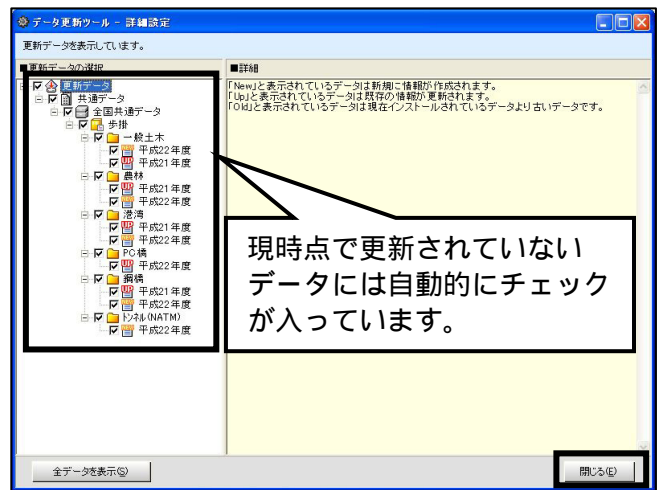 データ更新ツール - 詳細設定
更新データを表示しています。
■更新データの選択
更新データ
共通データ
全国共通データ
歩掛
一般土木
平成22年度
平成21年度
農林
平成21年度
平成22年度
港湾
平成21年度
平成22年度
PC橋
平成22年度
鋼橋
平成21年度
平成22年度
トンネル(NATM)
平成22年度
■詳細
「New」と表示されているデータは新規に情報が作成されます。
「Up」と表示されているデータは既存の情報が更新されます。
「Old」と表示されているデータは現在インストールされているデータより古いデータです。
現時点で更新されていない
データには自動的にチェック
が入っています。
全データを表示(S)
閉じる(E)